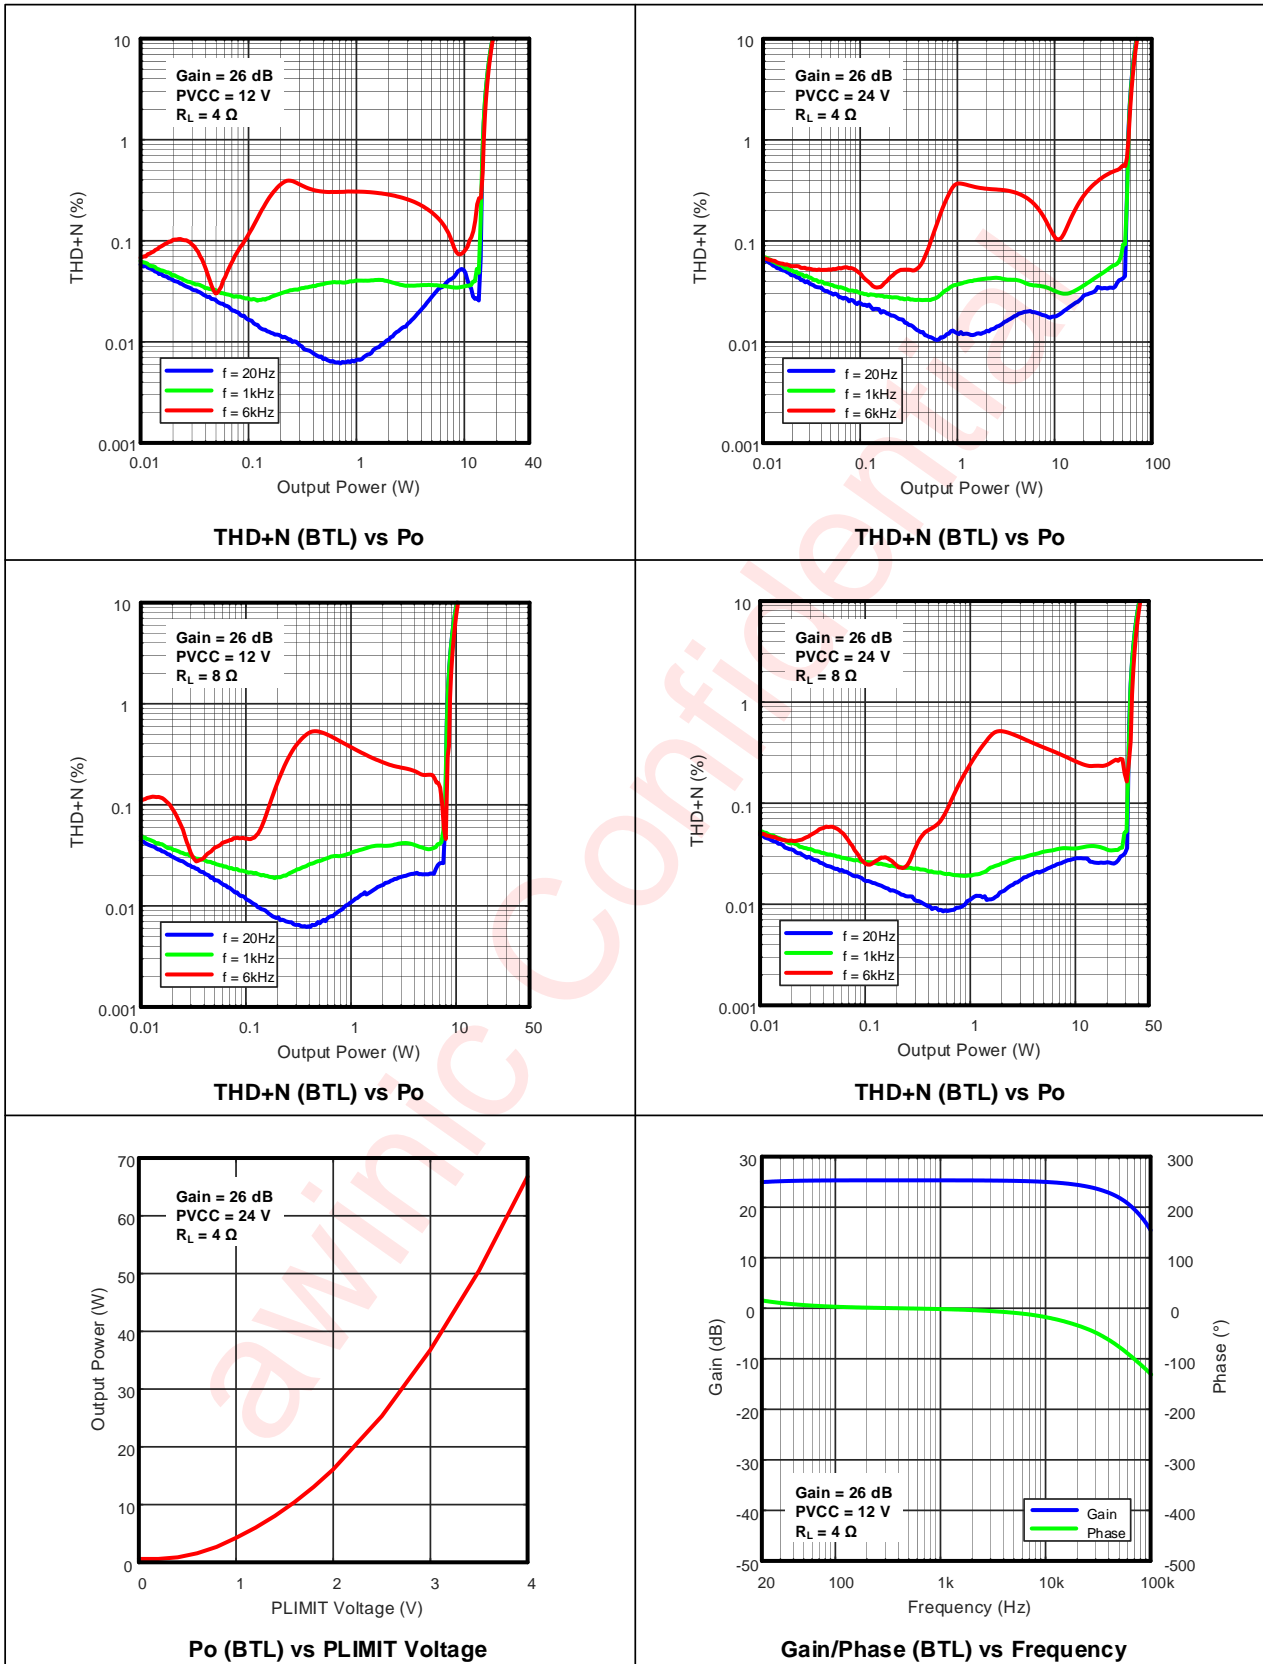 10
1
0.1
0.01
0.001
THD+N (%)
Gain = 26 dB
PVCC = 12 V
RL = 4 Ω
f = 20Hz
f = 1kHz
f = 6kHz
0.01 0.1 1 10 40
Output Power (W)
THD+N (BTL) vs Po
10
1
0.1
0.01
0.001
THD+N (%)
Gain = 26 dB
PVCC = 24 V
RL = 4 Ω
f = 20Hz
f = 1kHz
f = 6kHz
0.01 0.1 1 10 100
Output Power (W)
THD+N (BTL) vs Po
10
1
0.1
0.01
0.001
THD+N (%)
Gain = 26 dB
PVCC = 12 V
RL = 8 Ω
f = 20Hz
f = 1kHz
f = 6kHz
0.01 0.1 1 10 50
Output Power (W)
THD+N (BTL) vs Po
10
1
0.1
0.01
0.001
THD+N (%)
Gain = 26 dB
PVCC = 24 V
RL = 8 Ω
f = 20Hz
f = 1kHz
f = 6kHz
0.01 0.1 1 10 50
Output Power (W)
THD+N (BTL) vs Po
70
60
50
40
30
20
10
0
Output Power (W)
Gain = 26 dB
PVCC = 24 V
RL = 4 Ω
0 1 2 3 4
PLIMIT Voltage (V)
Po (BTL) vs PLIMIT Voltage
30
20
10
0
-10
-20
-30
-40
-50
Gain (dB)
300
200
100
0
-100
-200
-300
-400
-500
Phase (°)
Gain = 26 dB
PVCC = 12 V
RL = 4 Ω
Gain
Phase
20 100 1k 10k 100k
Frequency (Hz)
Gain/Phase (BTL) vs Frequency
awinic Confidential